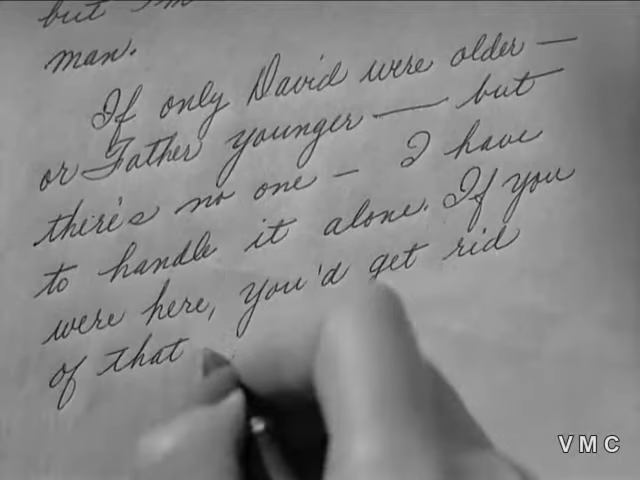 but I'm
man.
If only David were older —
or Father younger — but
there's no one — I have
to handle it alone. If you
were here, you'd get rid
of that
VMC